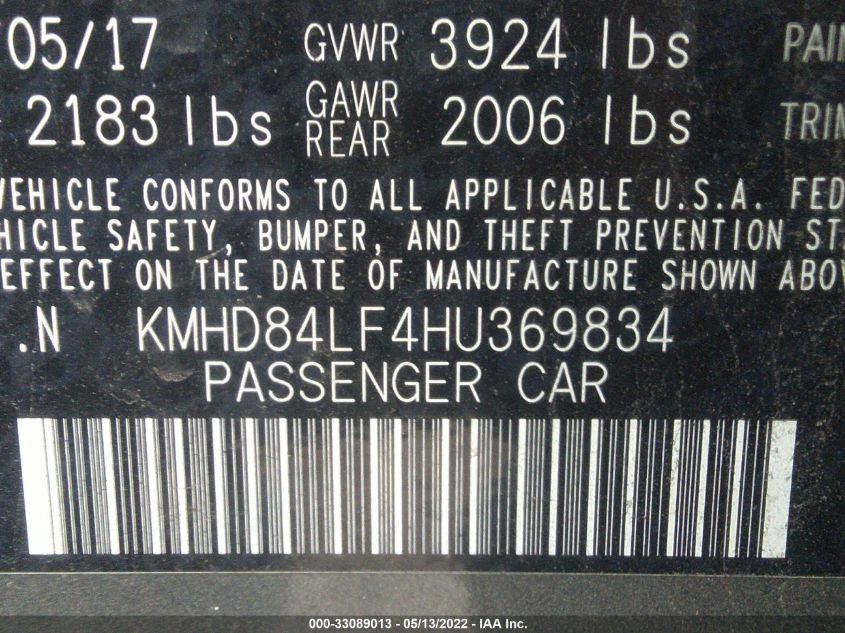 05/17 GVWR 3924 lbs PAI
2183 lbs GAWR REAR 2006 lbs TRI
VEHICLE CONFORMS TO ALL APPLICABLE U.S.A. FED
HICLE SAFETY, BUMPER, AND THEFT PREVENTION ST
EFFECT ON THE DATE OF MANUFACTURE SHOWN ABOV
.N KMHD84LF4HU369834
PASSENGER CAR
000-33089013 - 05/13/2022 - IAA Inc.